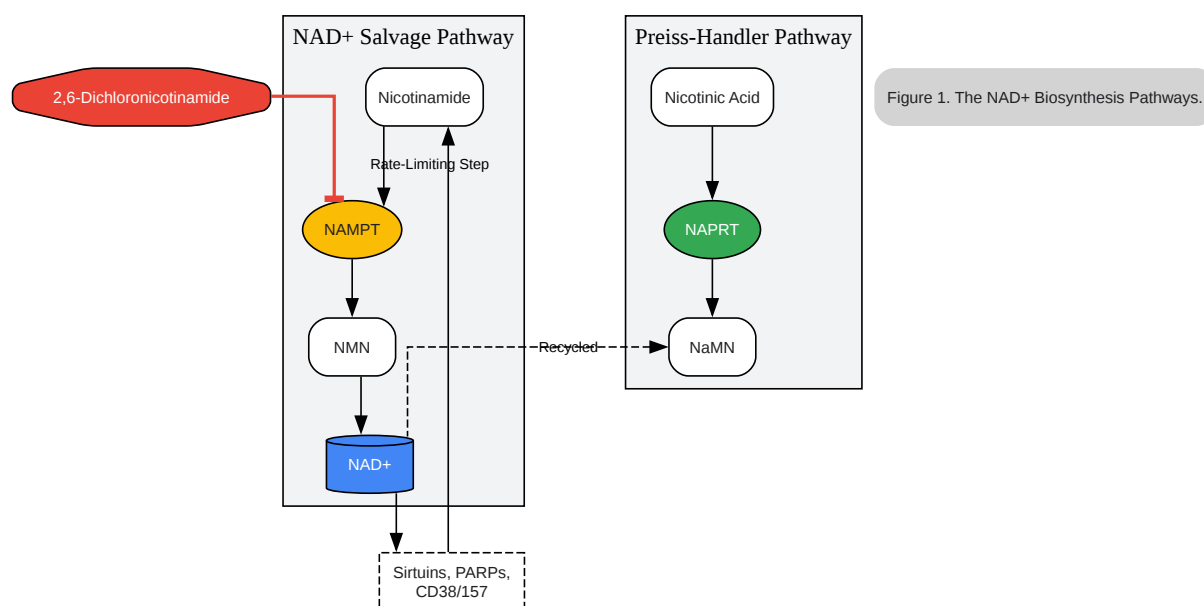 NAD+ Salvage Pathway
Preiss-Handler Pathway
2,6-Dichloronicotinamide
Nicotinamide
Nicotinic Acid
Figure 1. The NAD+ Biosynthesis Pathways.
Rate-Limiting Step
NAMPT
NAPRT
NMN
Recycled
NaMN
NAD+
Sirtuins, PARPs,
CD38/157